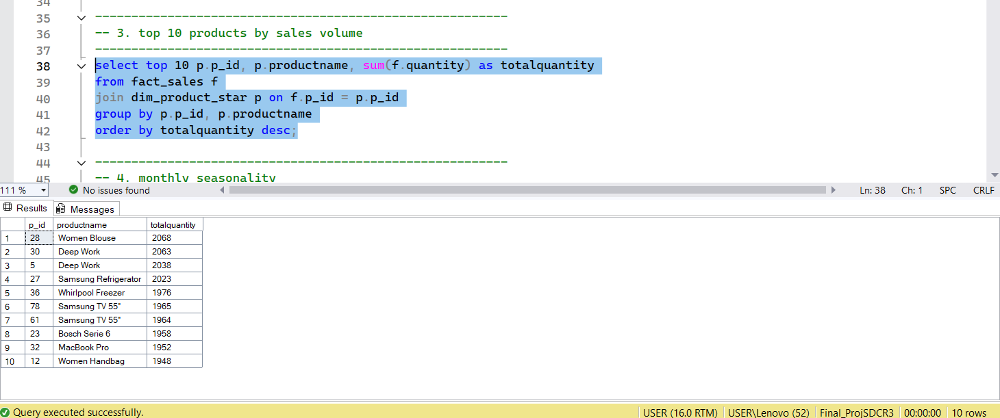 34
35 ---------------------------------------------------------
36 -- 3. top 10 products by sales volume
37 ---------------------------------------------------------
38 select top 10 p.p_id, p.productname, sum(f.quantity) as totalquantity
39 from fact_sales f
40 join dim_product_star p on f.p_id = p.p_id
41 group by p.p_id, p.productname
42 order by totalquantity desc;
43
44 ---------------------------------------------------------
45 -- 4. monthly seasonality
111 % No issues found Ln: 38 Ch: 1 SPC CRLF
Results Messages
p_id productname totalquantity
1 28 Women Blouse 2068
2 30 Deep Work 2063
3 5 Deep Work 2038
4 27 Samsung Refrigerator 2023
5 36 Whirlpool Freezer 1976
6 78 Samsung TV 55" 1965
7 61 Samsung TV 55" 1964
8 23 Bosch Serie 6 1958
9 32 MacBook Pro 1952
10 12 Women Handbag 1948
Query executed successfully. USER (16.0 RTM) USER\Lenovo (52) Final_ProjSDCR3 00:00:00 10 rows